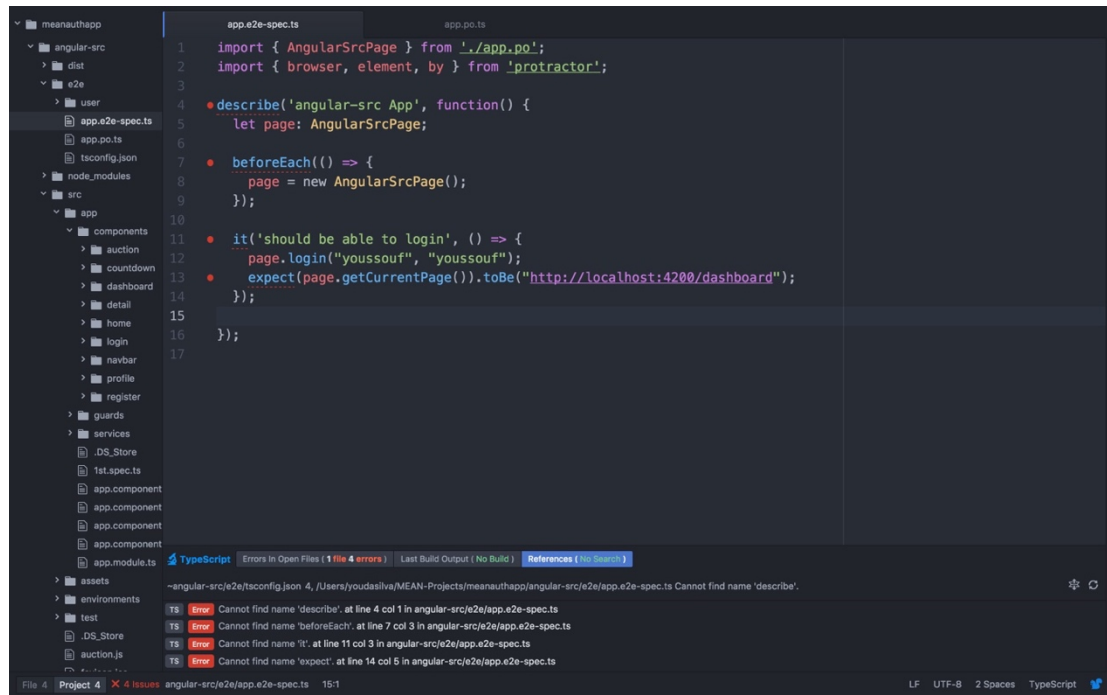 meanauthapp
angular-src
dist
e2e
user
app.e2e-spec.ts
app.po.ts
tsconfig.json
node_modules
src
app
components
auction
countdown
dashboard
detail
home
login
navbar
profile
register
guards
services
.DS_Store
1st.spec.ts
app.component
app.component
app.component
app.component
app.module.ts
assets
environments
test
.DS_Store
auction.js
app.e2e-spec.ts
app.po.ts
1 import { AngularSrcPage } from './app.po';
2 import { browser, element, by } from 'protractor';
3
4 describe('angular-src App', function() {
5 let page: AngularSrcPage;
6
7 beforeEach(() => {
8 page = new AngularSrcPage();
9 });
10
11 it('should be able to login', () => {
12 page.login("youssouf", "youssouf");
13 expect(page.getCurrentPage()).toBe("http://localhost:4200/dashboard");
14 });
15
16 });
17
TypeScript Errors In Open Files ( 1 file 4 errors ) Last Build Output ( No Build ) References ( No Search )
~angular-src/e2e/tsconfig.json 4, /Users/youdasilva/MEAN-Projects/meanauthapp/angular-src/e2e/app.e2e-spec.ts Cannot find name 'describe'.
TS Error Cannot find name 'describe'. at line 4 col 1 in angular-src/e2e/app.e2e-spec.ts
TS Error Cannot find name 'beforeEach'. at line 7 col 3 in angular-src/e2e/app.e2e-spec.ts
TS Error Cannot find name 'it'. at line 11 col 3 in angular-src/e2e/app.e2e-spec.ts
TS Error Cannot find name 'expect'. at line 14 col 5 in angular-src/e2e/app.e2e-spec.ts
File 4 Project 4 4 Issues angular-src/e2e/app.e2e-spec.ts 15:1 LF UTF-8 2 Spaces TypeScript